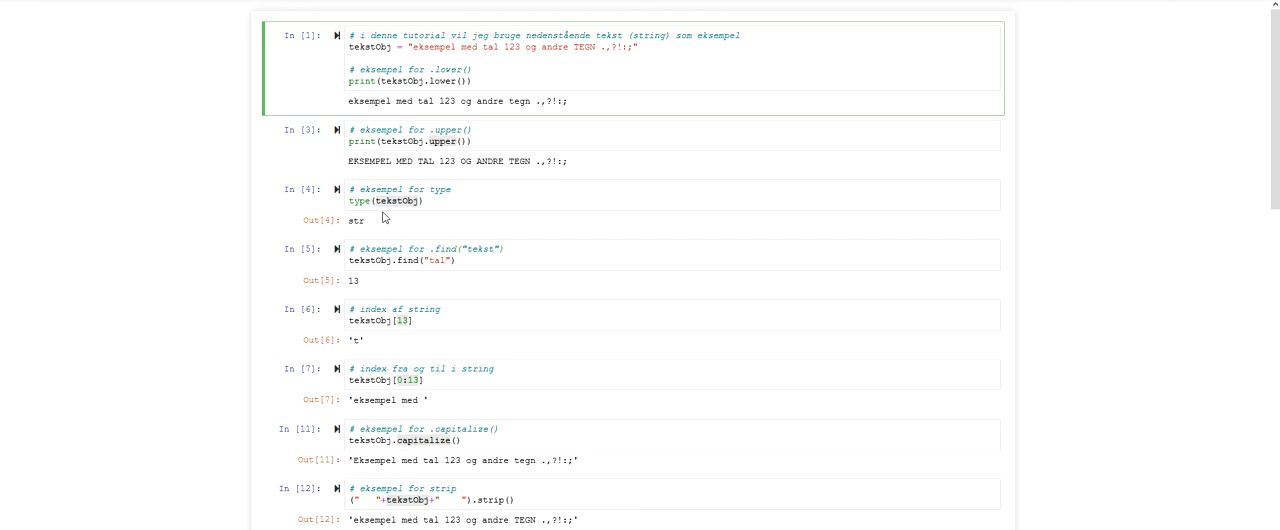 In [1]: # i denne tutorial vil jeg bruge nedenstående tekst (string) som eksempel
tekstObj = "eksempel med tal 123 og andre TEGN .,?!:;"
# eksempel for .lower()
print(tekstObj.lower())
eksempel med tal 123 og andre tegn .,?!:;
In [3]: # eksempel for .upper()
print(tekstObj.upper())
EKSEMPEL MED TAL 123 OG ANDRE TEGN .,?!:;
In [4]: # eksempel for type
type(tekstObj)
Out[4]: str
In [5]: # eksempel for .find("tekst")
tekstObj.find("tal")
Out[5]: 13
In [6]: # index af string
tekstObj[13]
Out[6]: 't'
In [7]: # index fra og til i string
tekstObj[0:13]
Out[7]: 'eksempel med '
In [11]: # eksempel for .capitalize()
tekstObj.capitalize()
Out[11]: 'Eksempel med tal 123 og andre tegn .,?!:;'
In [12]: # eksempel for strip
("   "+tekstObj+"    ").strip()
Out[12]: 'eksempel med tal 123 og andre TEGN .,?!:;'